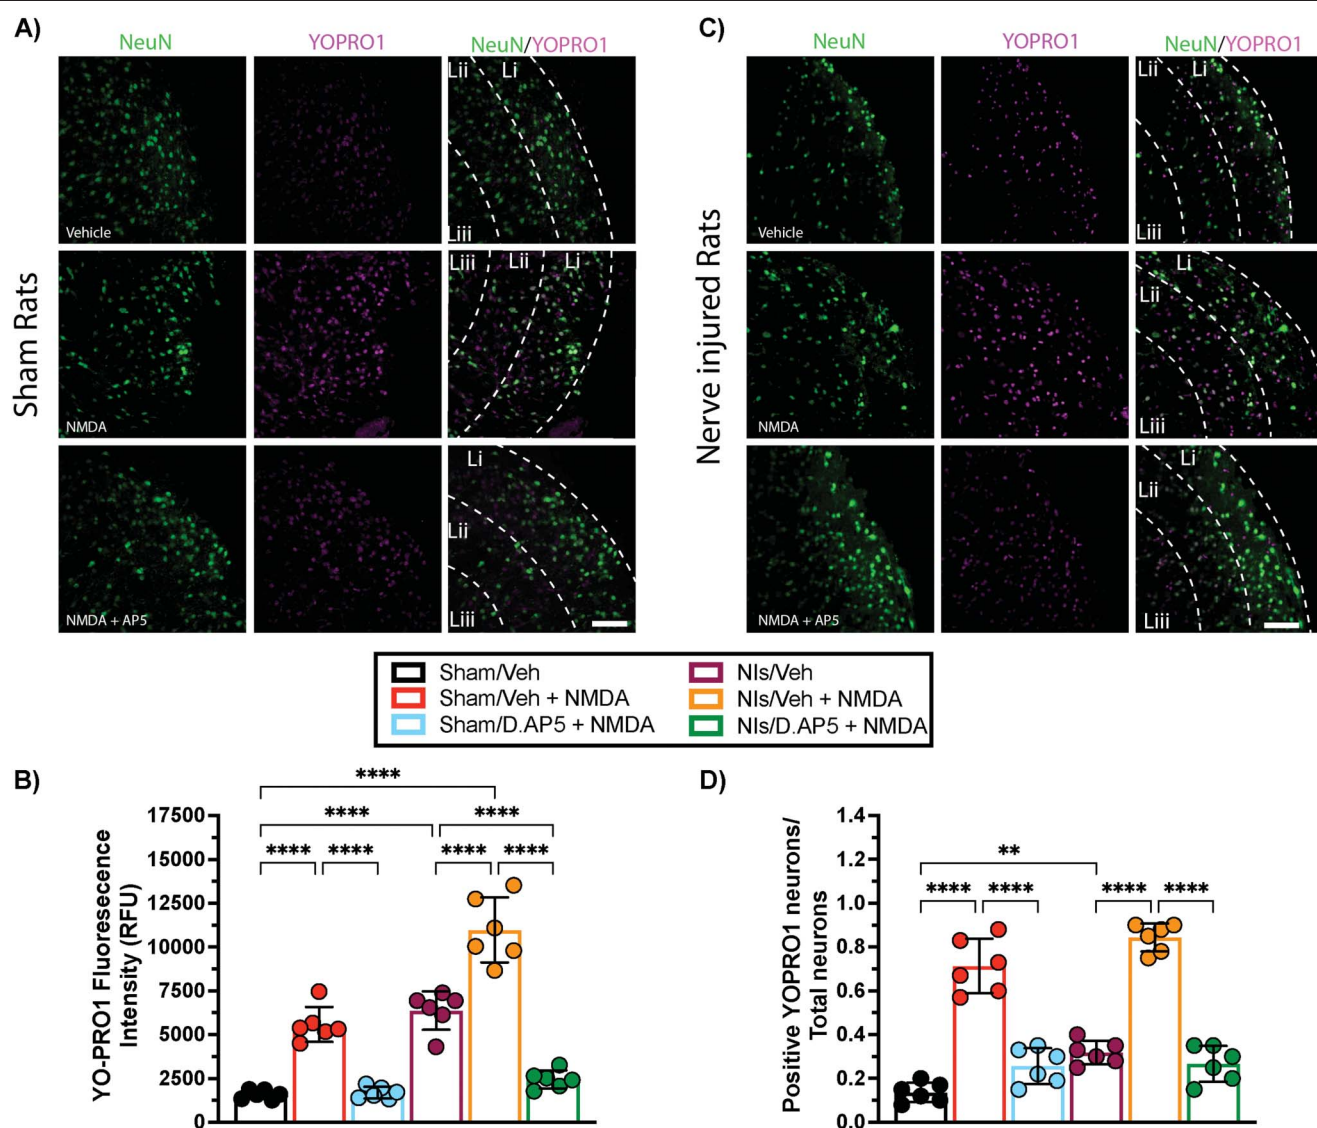 A)
NeuN YOPRO1 NeuN/YOPRO1
Sham Rats
Lii Li
Vehicle
Liii
Liii Lii Li
NMDA
Li
Lii
NMDA + AP5
Liii
C)
NeuN YOPRO1 NeuN/YOPRO1
Nerve injured Rats
Lii Li
Vehicle
Liii
Li
Lii
NMDA
Liii
Li
Lii
NMDA + AP5
Liii
Sham/Veh
Sham/Veh + NMDA
Sham/D.AP5 + NMDA
NIs/Veh
NIs/Veh + NMDA
NIs/D.AP5 + NMDA
B)
YO-PRO1 Fluorescence
Intensity (RFU)
17500
15000
12500
10000
7500
5000
2500
0
****
**** ****
**** **** **** ****
D)
Positive YOPRO1 neurons/
Total neurons
1.4
1.2
1.0
0.8
0.6
0.4
0.2
0.0
**
**** **** **** ****